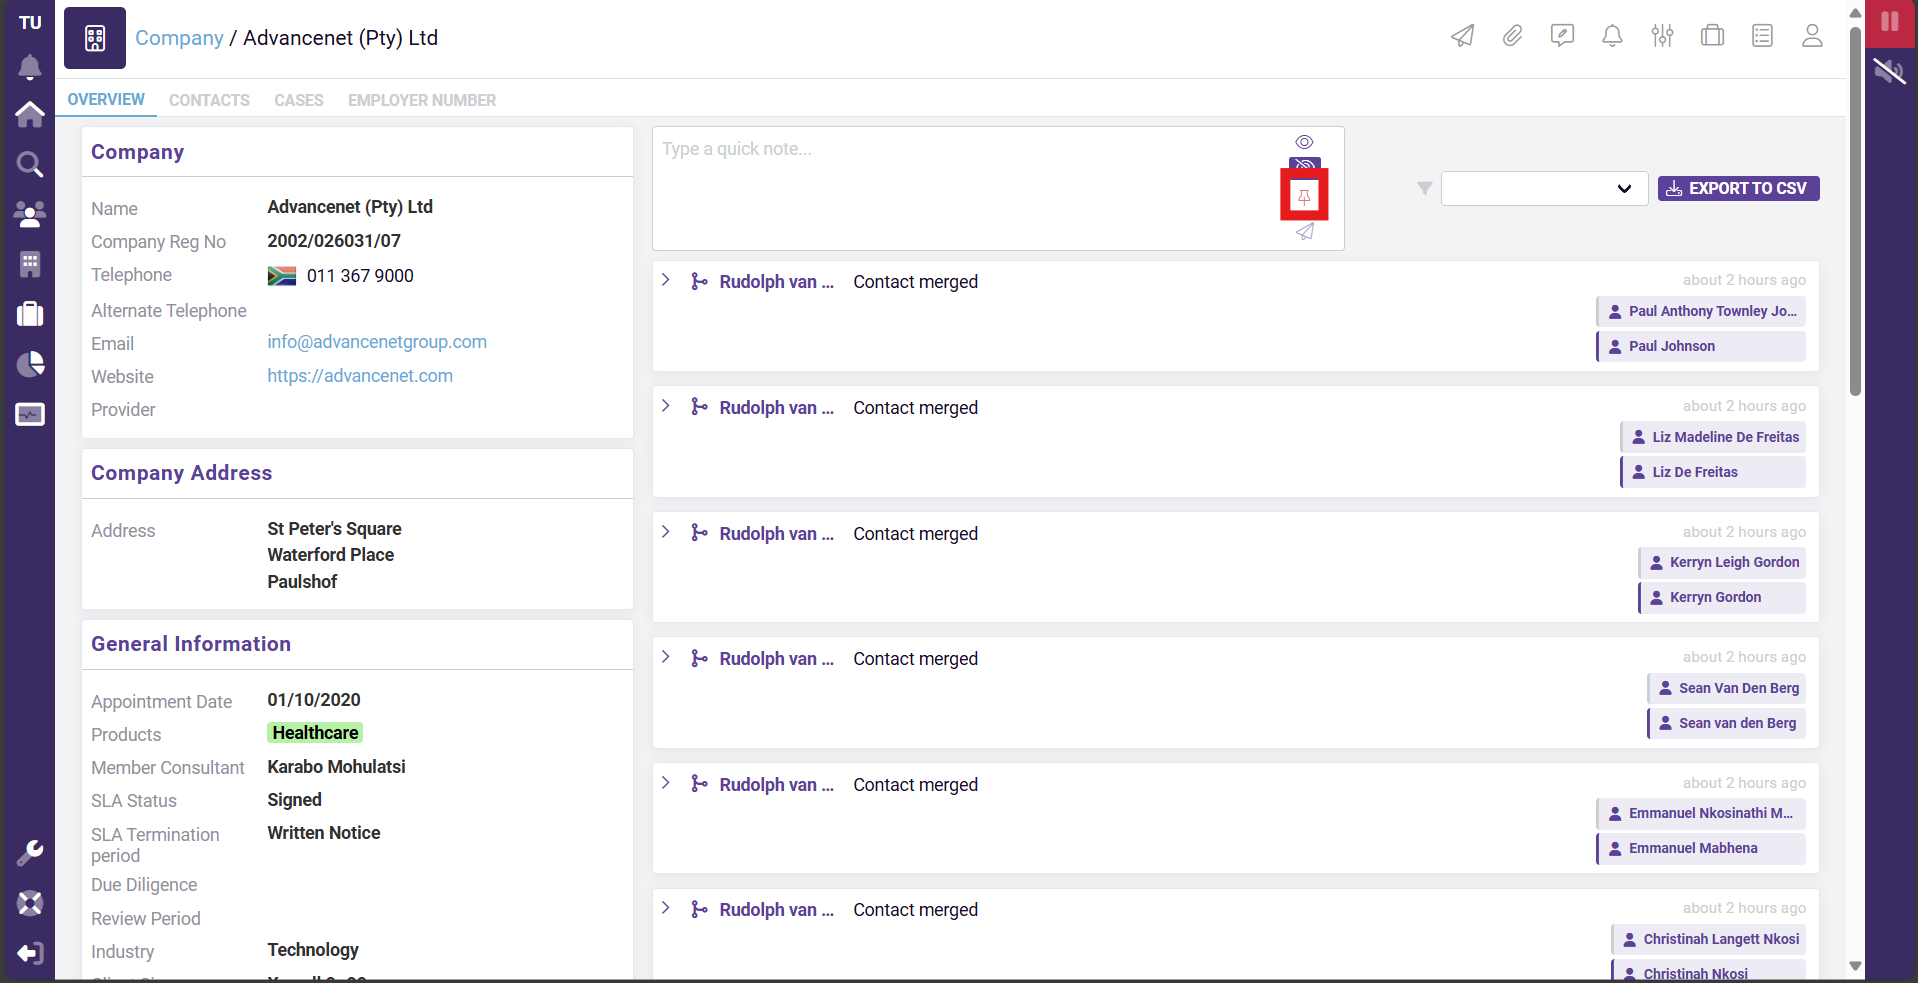 TU
Company / Advancenet (Pty) Ltd
OVERVIEW CONTACTS CASES EMPLOYER NUMBER
Company
Name Advancenet (Pty) Ltd
Company Reg No 2002/026031/07
Telephone 011 367 9000
Alternate Telephone
Email info@advancenetgroup.com
Website https://advancenet.com
Provider
Company Address
Address St Peter's Square
Waterford Place
Paulshof
General Information
Appointment Date 01/10/2020
Products Healthcare
Member Consultant Karabo Mohulatsi
SLA Status Signed
SLA Termination period Written Notice
Due Diligence
Review Period
Industry Technology
Type a quick note...
EXPORT TO CSV
Rudolph van ... Contact merged about 2 hours ago
Paul Anthony Townley Jo...
Paul Johnson
Rudolph van ... Contact merged about 2 hours ago
Liz Madeline De Freitas
Liz De Freitas
Rudolph van ... Contact merged about 2 hours ago
Kerryn Leigh Gordon
Kerryn Gordon
Rudolph van ... Contact merged about 2 hours ago
Sean Van Den Berg
Sean van den Berg
Rudolph van ... Contact merged about 2 hours ago
Emmanuel Nkosinathi M...
Emmanuel Mabhena
Rudolph van ... Contact merged about 2 hours ago
Christinah Langett Nkosi
Christinah Nkosi